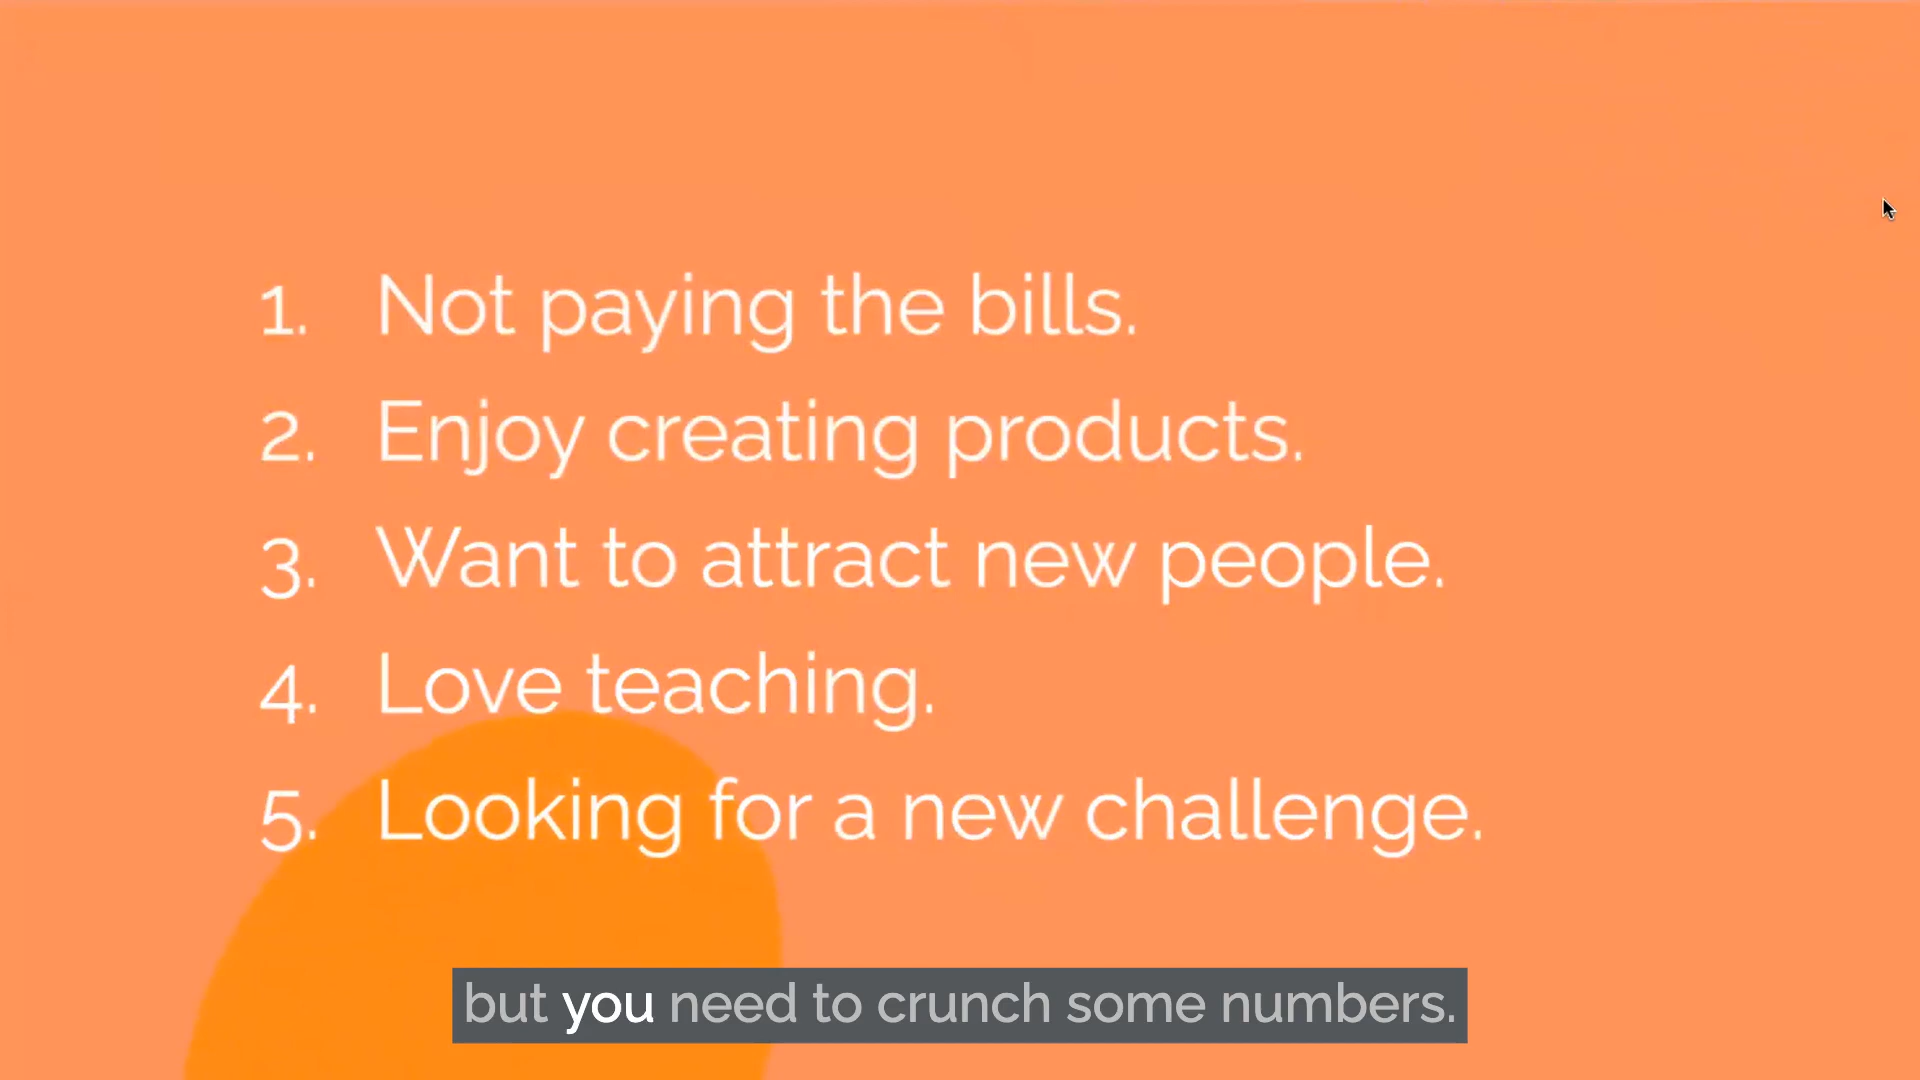 1. Not paying the bills.
2. Enjoy creating products.
3. Want to attract new people.
4. Love teaching.
5. Looking for a new challenge.
but you need to crunch some numbers.